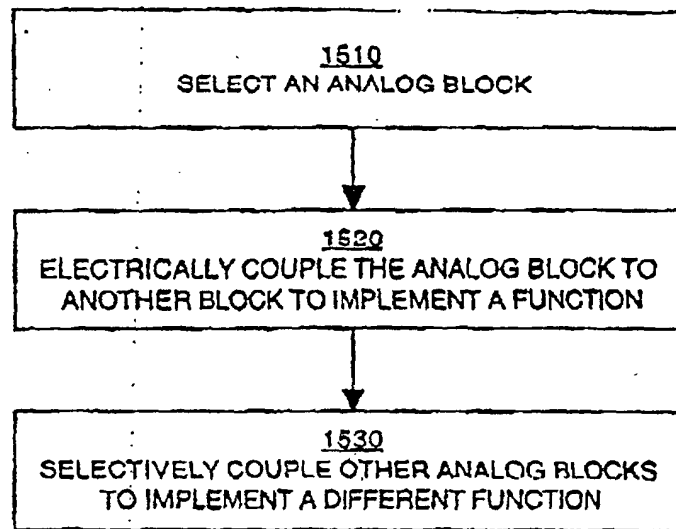 1510
SELECT AN ANALOG BLOCK
1520
ELECTRICALLY COUPLE THE ANALOG BLOCK TO
ANOTHER BLOCK TO IMPLEMENT A FUNCTION
1530
SELECTIVELY COUPLE OTHER ANALOG BLOCKS
TO IMPLEMENT A DIFFERENT FUNCTION